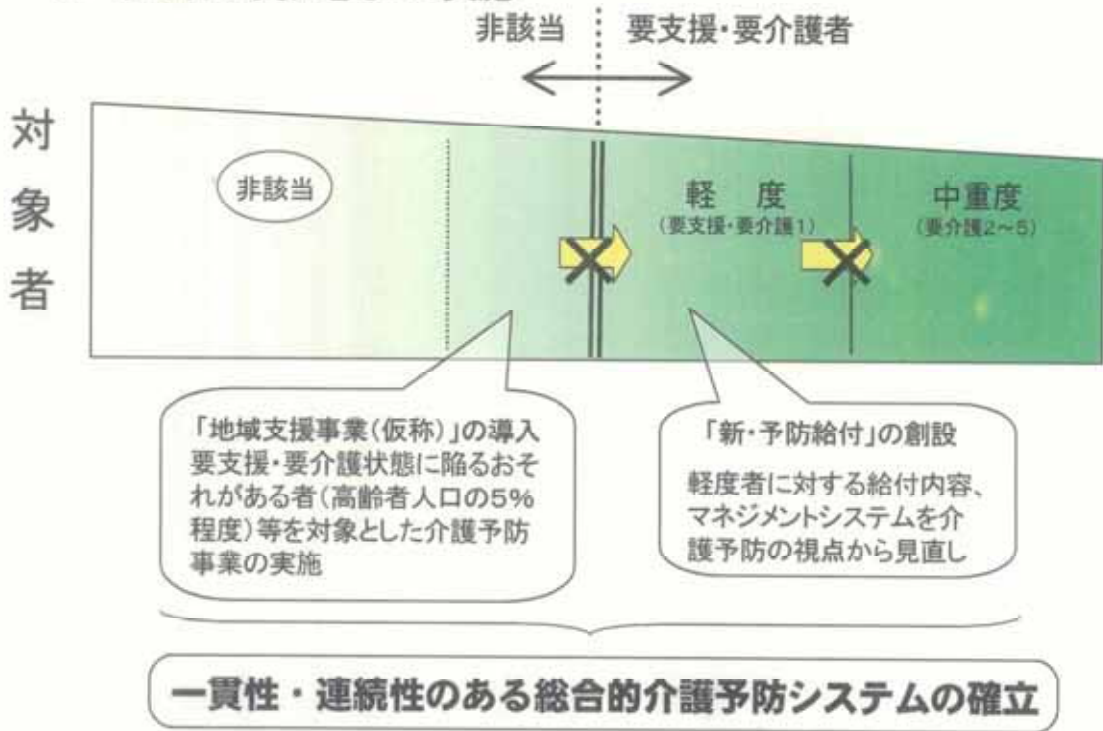 非該当 要支援・要介護者
対象者
非該当
軽 度
(要支援・要介護1)
中重度
(要介護2~5)
「地域支援事業(仮称)」の導入
要支援・要介護状態に陥るおそ
れがある者(高齢者人口の5%
程度)等を対象とした介護予防
事業の実施
「新・予防給付」の創設
軽度者に対する給付内容、
マネジメントシステムを介
護予防の視点から見直し
一貫性・連続性のある総合的介護予防システムの確立